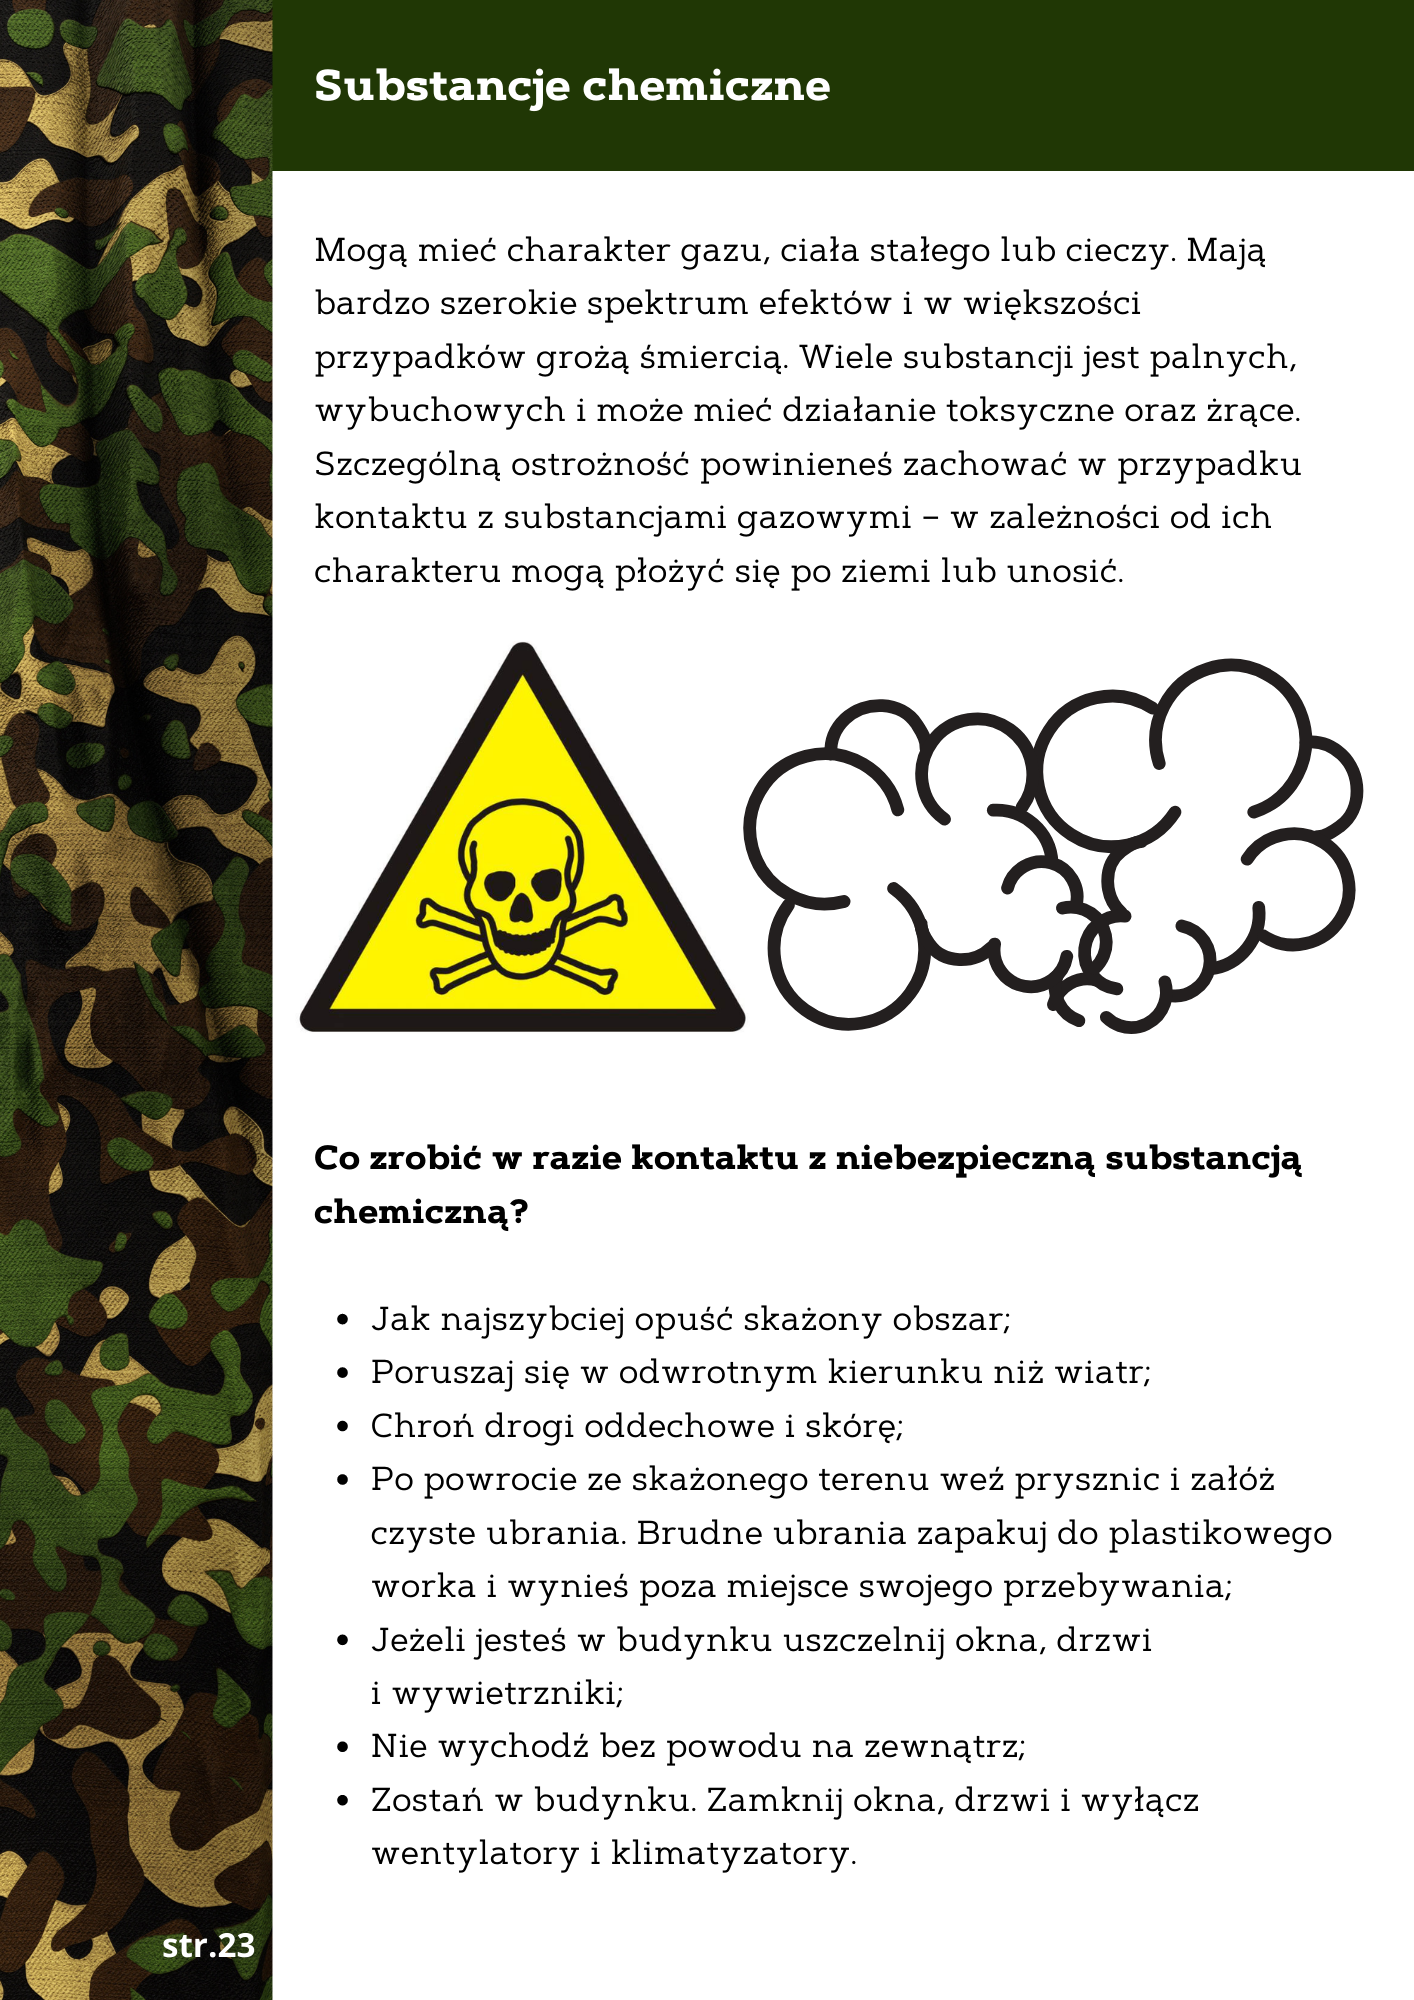 Substancje chemiczne
Mogą mieć charakter gazu, ciała stałego lub cieczy. Mają
bardzo szerokie spektrum efektów i w większości
przypadków grożą śmiercią. Wiele substancji jest palnych,
wybuchowych i może mieć działanie toksyczne oraz żrące.
Szczególną ostrożność powinieneś zachować w przypadku
kontaktu z substancjami gazowymi – w zależności od ich
charakteru mogą płożyć się po ziemi lub unosić.
Co zrobić w razie kontaktu z niebezpieczną substancją
chemiczną?
• Jak najszybciej opuść skażony obszar;
• Poruszaj się w odwrotnym kierunku niż wiatr;
• Chroń drogi oddechowe i skórę;
• Po powrocie ze skażonego terenu weź prysznic i załóż
czyste ubrania. Brudne ubrania zapakuj do plastikowego
worka i wynieś poza miejsce swojego przebywania;
• Jeżeli jesteś w budynku uszczelnij okna, drzwi
i wywietrzniki;
• Nie wychodź bez powodu na zewnątrz;
• Zostań w budynku. Zamknij okna, drzwi i wyłącz
wentylatory i klimatyzatory.
str.23